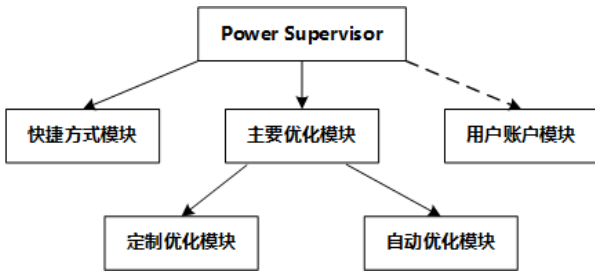 Power Supervisor
快捷方式模块
主要优化模块
用户账户模块
定制优化模块
自动优化模块